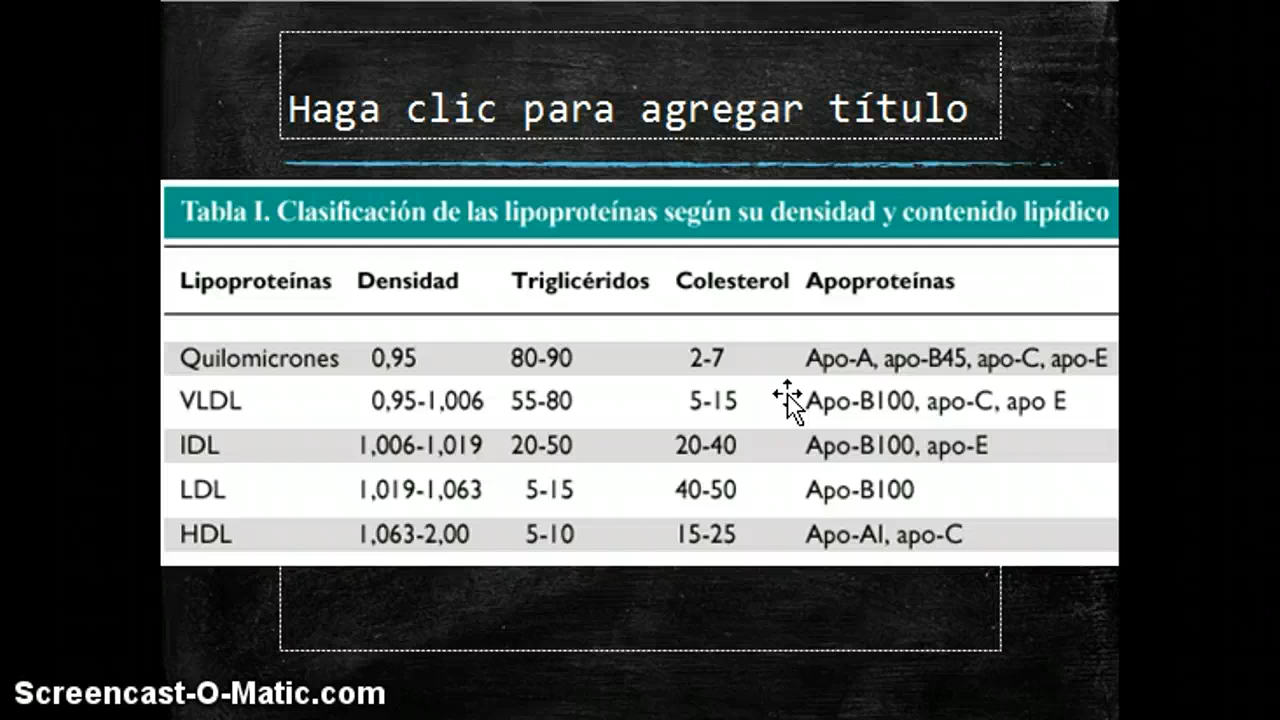 Haga clic para agregar título
Tabla I. Clasificación de las lipoproteínas según su densidad y contenido lipídico
Lipoproteínas Densidad Triglicéridos Colesterol Apoproteínas
Quilomicrones 0,95 80-90 2-7 Apo-A, apo-B45, apo-C, apo-E
VLDL 0,95-1,006 55-80 5-15 Apo-B100, apo-C, apo E
IDL 1,006-1,019 20-50 20-40 Apo-B100, apo-E
LDL 1,019-1,063 5-15 40-50 Apo-B100
HDL 1,063-2,00 5-10 15-25 Apo-AI, apo-C
Screencast-O-Matic.com